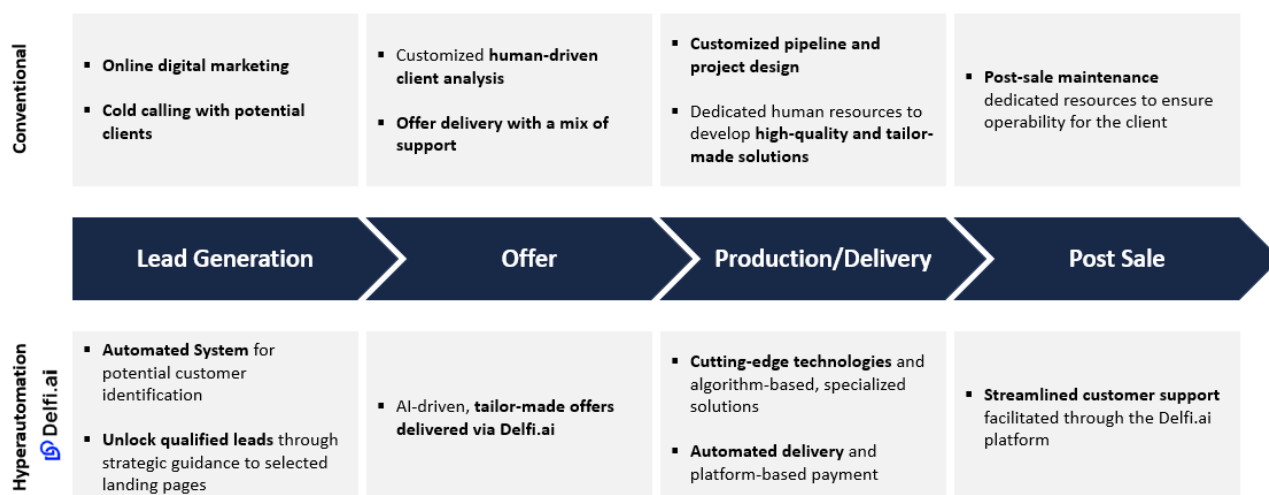 Conventional
▪ Online digital marketing
▪ Cold calling with potential
clients
▪ Customized human-driven
client analysis
▪ Offer delivery with a mix of
support
▪ Customized pipeline and
project design
▪ Dedicated human resources to
develop high-quality and tailor-
made solutions
▪ Post-sale maintenance
dedicated resources to ensure
operability for the client
Lead Generation
Offer
Production/Delivery
Post Sale
Hyperautomation
Delfi.ai
▪ Automated System for
potential customer
identification
▪ Unlock qualified leads through
strategic guidance to selected
landing pages
▪ AI-driven, tailor-made offers
delivered via Delfi.ai
▪ Cutting-edge technologies and
algorithm-based, specialized
solutions
▪ Automated delivery and
platform-based payment
▪ Streamlined customer support
facilitated through the Delfi.ai
platform